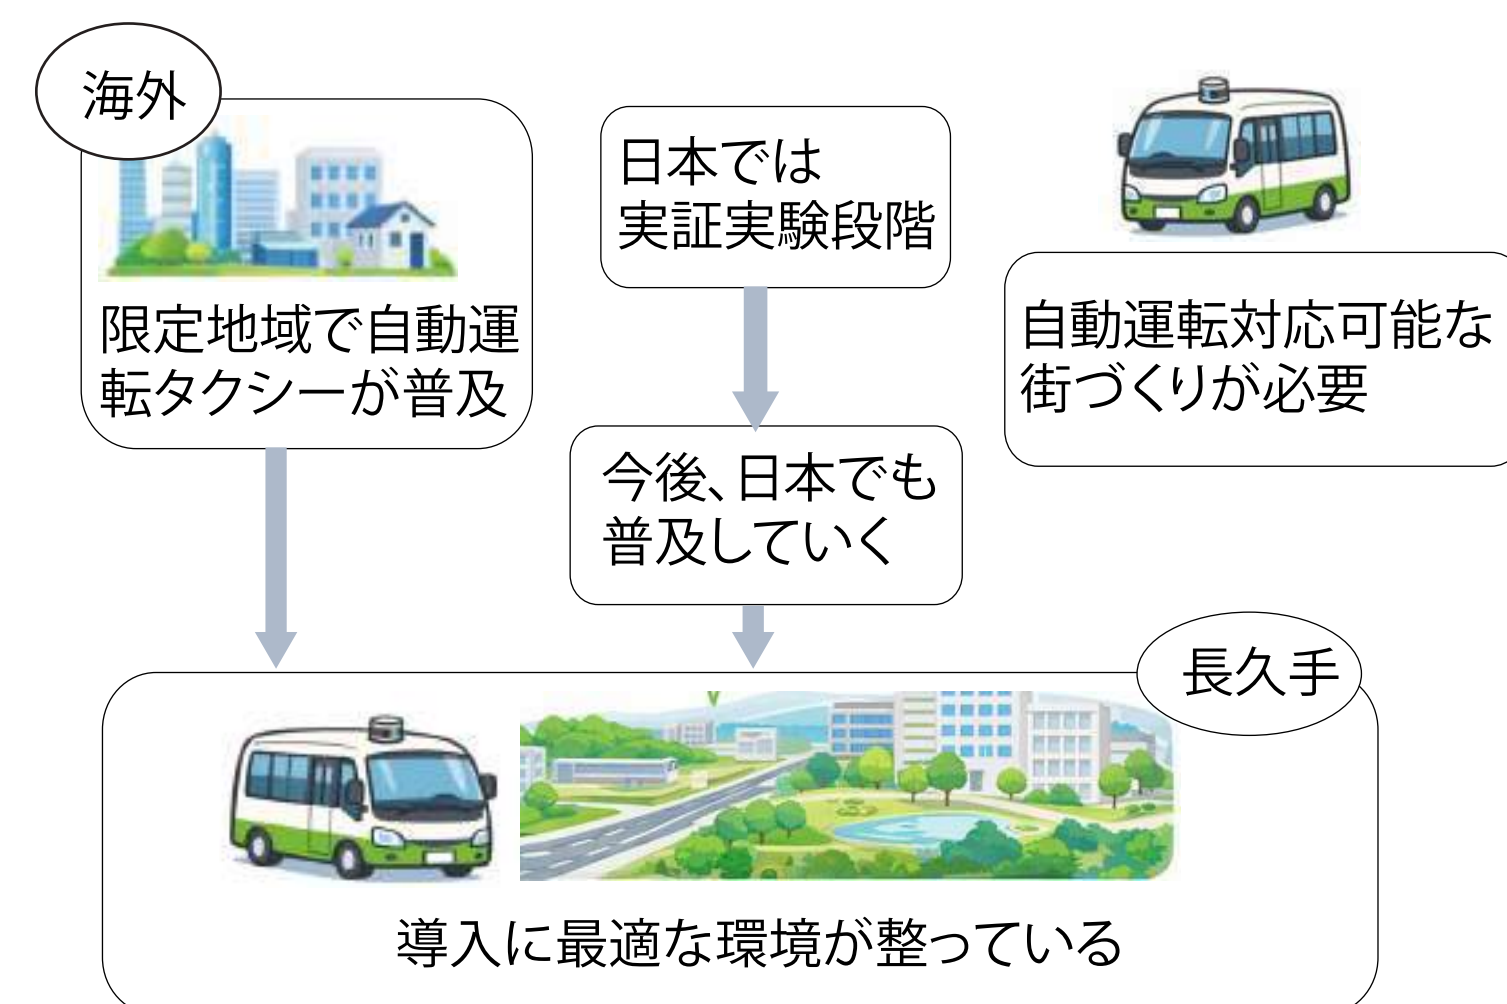 海外
限定地域で自動運
転タクシーが普及
日本では
実証実験段階
今後、日本でも
普及していく
自動運転対応可能な
街づくりが必要
長久手
導入に最適な環境が整っている